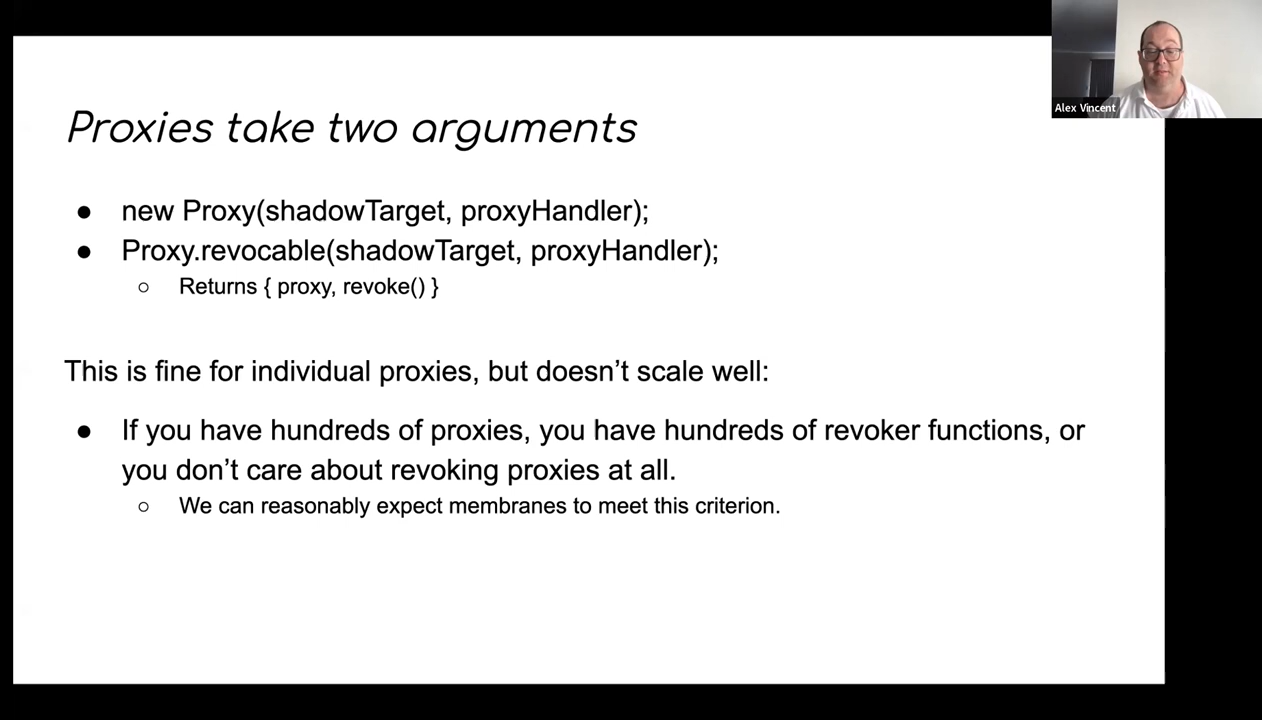 Alex Vincent
Proxies take two arguments
● new Proxy(shadowTarget, proxyHandler);
● Proxy.revocable(shadowTarget, proxyHandler);
○ Returns { proxy, revoke() }
This is fine for individual proxies, but doesn’t scale well:
● If you have hundreds of proxies, you have hundreds of revoker functions, or
you don’t care about revoking proxies at all.
○ We can reasonably expect membranes to meet this criterion.